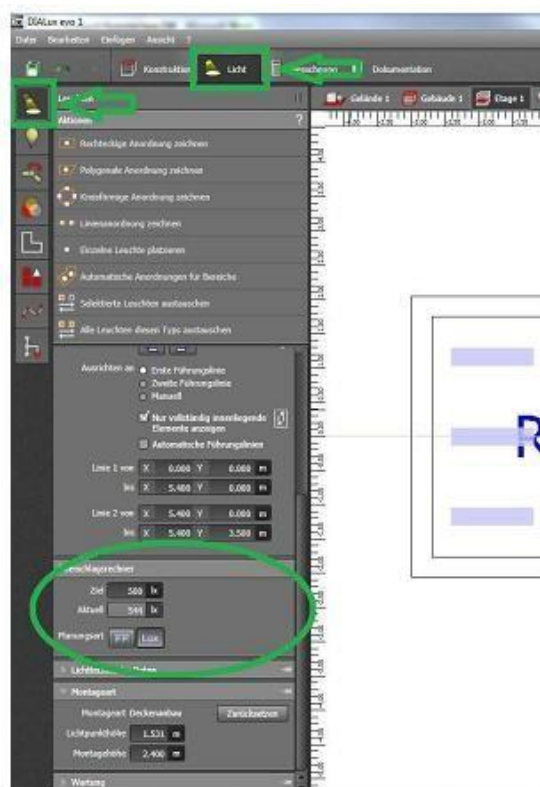 DIALux evo 1
Datei Bearbeiten Einfügen Ansicht ?
Konstruktion Licht Dokumentation
Gelände 1 Gebäude 1 Etage 1
Aktionen ?
Rechteckige Anordnung zeichnen
Polygonale Anordnung zeichnen
Kreisförmige Anordnung zeichnen
Linienanordnung zeichnen
Einzelne Leuchte platzieren
Automatische Anordnungen für Bereiche
Selektierte Leuchten austauschen
Alle Leuchten diesen Typs austauschen
Ausrichten an Erste Führungslinie
Zweite Führungslinie
Manuell
Nur vollständig innenliegende
Elemente anzeigen
Automatische Führungslinien
Linie 1 von X 0.000 Y 0.000 m
bis X 5.400 Y 0.000 m
Linie 2 von X 5.400 Y 0.000 m
bis X 5.400 Y 3.500 m
Ziel 500 lx
Aktuell 544 lx
Planungsart FF Lux
Montageart
Montageart Deckenanbau Zurücksetzen
Lichtpunkthöhe 1.531 m
Montagehöhe 2.400 m
Wartung
R